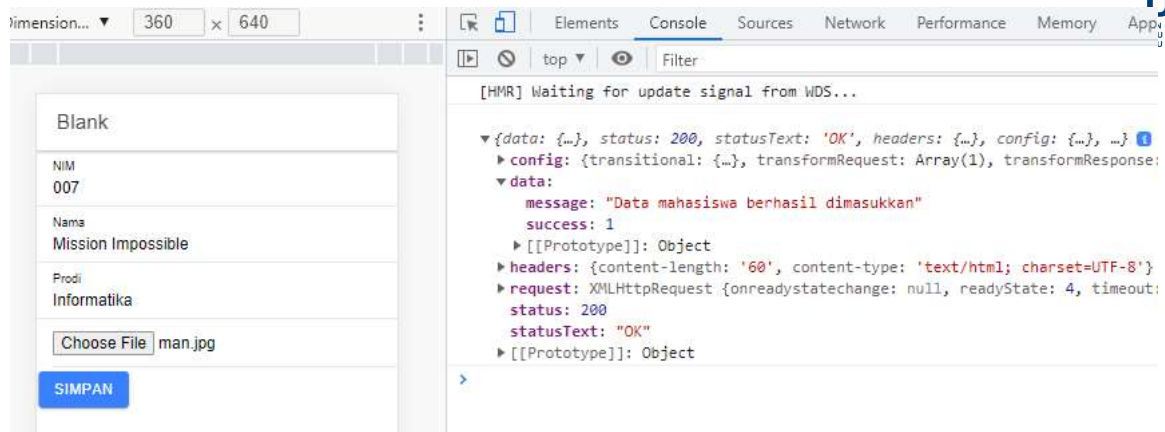 Dimension... ▼ 360 × 640
Elements Console Sources Network Performance Memory App
top ▼ Filter
[HMR] Waiting for update signal from WDS...
Blank
NIM
007
Nama
Mission Impossible
Prodi
Informatika
Choose File man.jpg
SIMPAN
▼{data: {…}, status: 200, statusText: 'OK', headers: {…}, config: {…}, …}
▶config: {transitional: {…}, transformRequest: Array(1), transformResponse:
▼data:
message: "Data mahasiswa berhasil dimasukkan"
success: 1
▶[[Prototype]]: Object
▶headers: {content-length: '60', content-type: 'text/html; charset=UTF-8'}
▶request: XMLHttpRequest {onreadystatechange: null, readyState: 4, timeout:
status: 200
statusText: "OK"
▶[[Prototype]]: Object
>